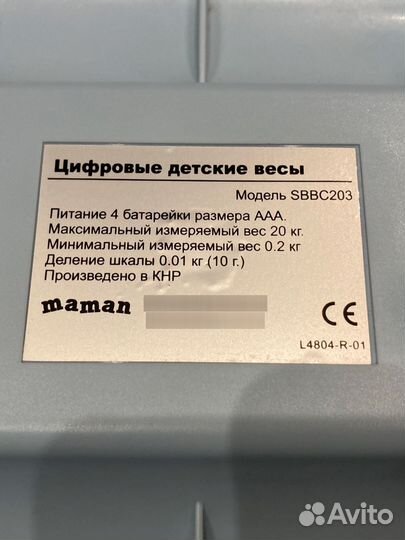 Цифровые детские весы
Модель SBBC203
Питание 4 батарейки размера ААА.
Максимальный измеряемый вес 20 кг.
Минимальный измеряемый вес 0.2 кг
Деление шкалы 0.01 кг (10 г.)
Произведено в КНР
maman
CE
L4804-R-01
Avito